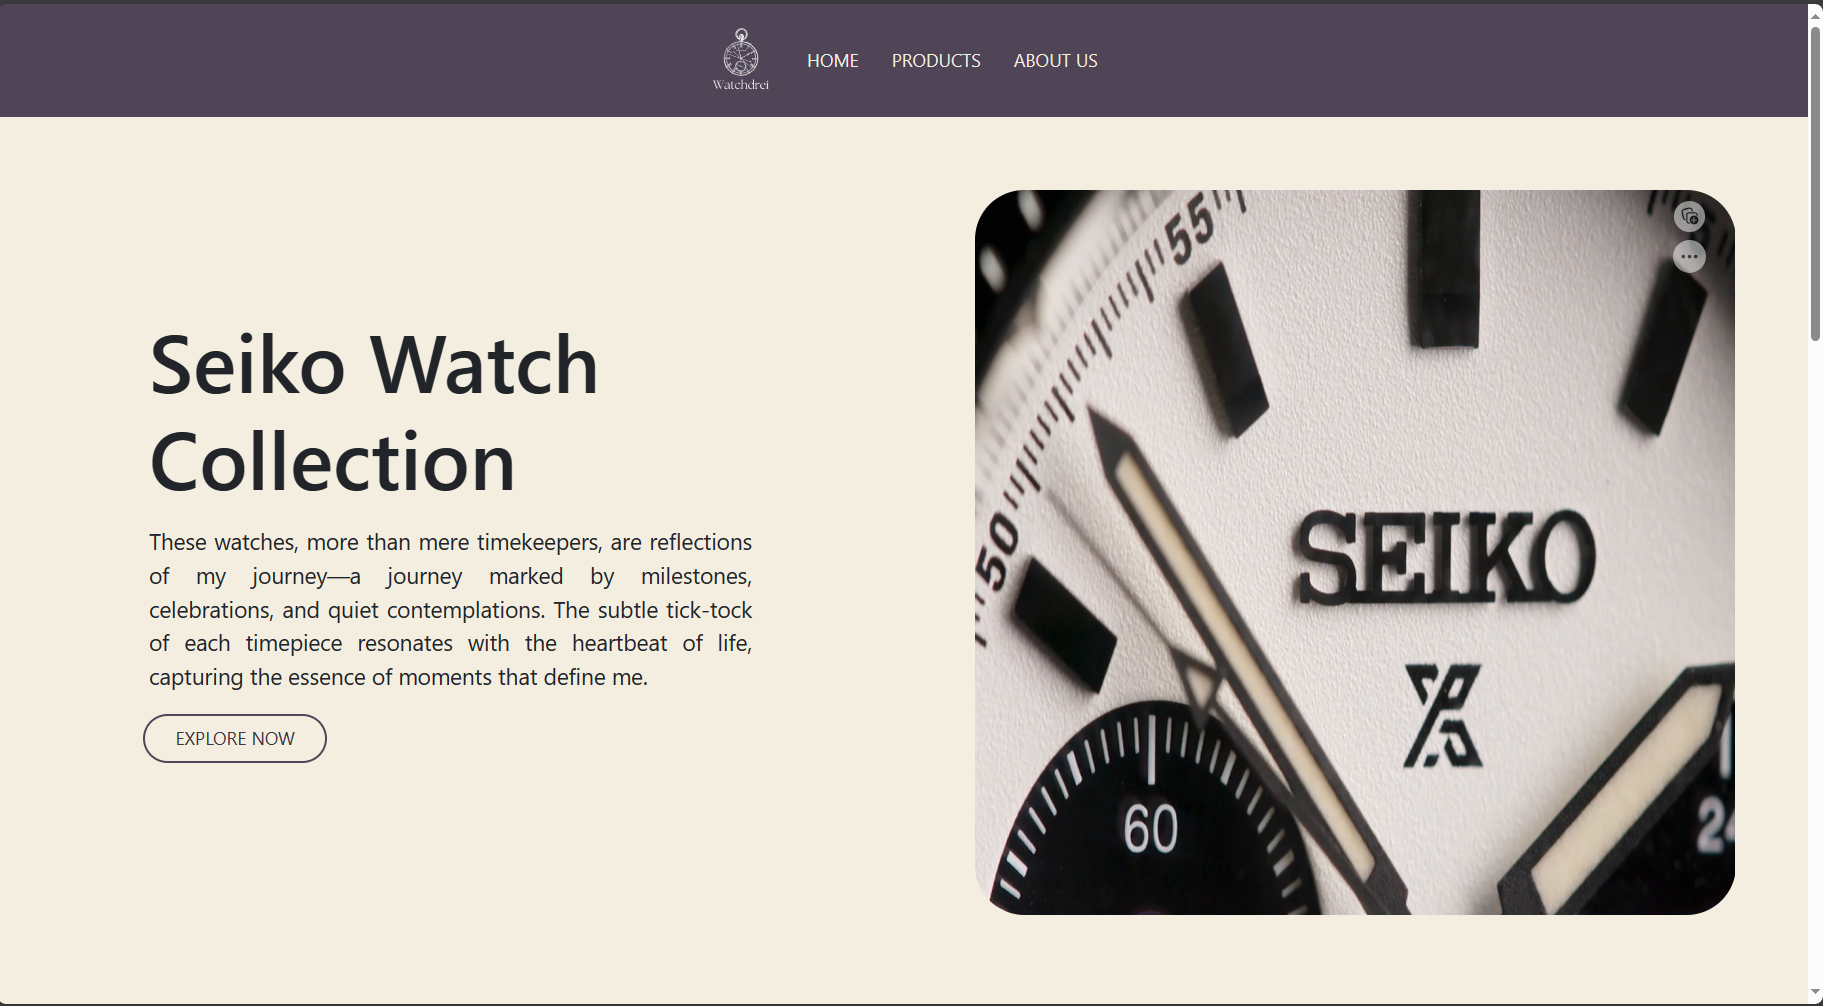 Watchdrei
HOME
PRODUCTS
ABOUT US
Seiko Watch
Collection
These watches, more than mere timekeepers, are reflections
of my journey—a journey marked by milestones,
celebrations, and quiet contemplations. The subtle tick-tock
of each timepiece resonates with the heartbeat of life,
capturing the essence of moments that define me.
EXPLORE NOW
55
50
SEIKO
60
24